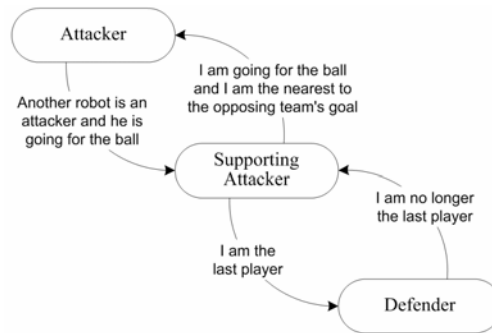 Attacker
I am going for the ball
and I am the nearest to
the opposing team's goal
Another robot is an
attacker and he is
going for the ball
Supporting
Attacker
I am no longer
the last player
I am the
last player
Defender